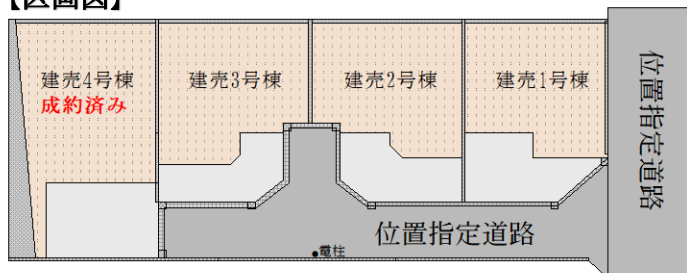 【区画図】
建売4号棟
成約済み
建売3号棟
建売2号棟
建売1号棟
位置指定道路
位置指定道路
●電柱